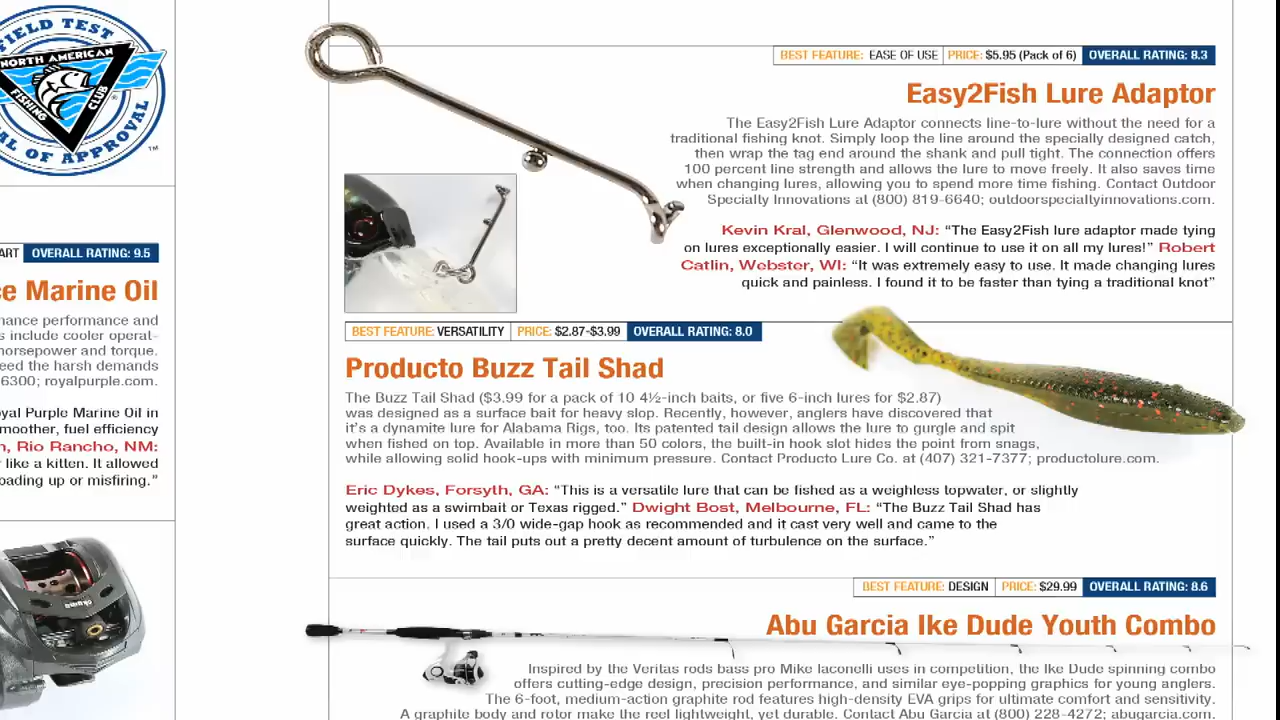 FIELD TEST
NORTH AMERICAN
FISHING
CLUB
AL OF APPROVAL
™
ART OVERALL RATING: 9.5
ce Marine Oil
nance performance and
s include cooler operat-
horsepower and torque.
eed the harsh demands
6300; royalpurple.com.
oyal Purple Marine Oil in
moother, fuel efficiency
n, Rio Rancho, NM:
like a kitten. It allowed
oading up or misfiring.”
BEST FEATURE: EASE OF USE PRICE: $5.95 (Pack of 6) OVERALL RATING: 8.3
Easy2Fish Lure Adaptor
The Easy2Fish Lure Adaptor connects line-to-lure without the need for a
traditional fishing knot. Simply loop the line around the specially designed catch,
then wrap the tag end around the shank and pull tight. The connection offers
100 percent line strength and allows the lure to move freely. It also saves time
when changing lures, allowing you to spend more time fishing. Contact Outdoor
Specialty Innovations at (800) 819-6640; outdoorspecialtyinnovations.com.
Kevin Kral, Glenwood, NJ: “The Easy2Fish lure adaptor made tying
on lures exceptionally easier. I will continue to use it on all my lures!” Robert
Catlin, Webster, WI: “It was extremely easy to use. It made changing lures
quick and painless. I found it to be faster than tying a traditional knot”
BEST FEATURE: VERSATILITY PRICE: $2.87-$3.99 OVERALL RATING: 8.0
Producto Buzz Tail Shad
The Buzz Tail Shad ($3.99 for a pack of 10 4½-inch baits, or five 6-inch lures for $2.87)
was designed as a surface bait for heavy slop. Recently, however, anglers have discovered that
it’s a dynamite lure for Alabama Rigs, too. Its patented tail design allows the lure to gurgle and spit
when fished on top. Available in more than 50 colors, the built-in hook slot hides the point from snags,
while allowing solid hook-ups with minimum pressure. Contact Producto Lure Co. at (407) 321-7377; productolure.com.
Eric Dykes, Forsyth, GA: “This is a versatile lure that can be fished as a weighless topwater, or slightly
weighted as a swimbait or Texas rigged.” Dwight Bost, Melbourne, FL: “The Buzz Tail Shad has
great action. I used a 3/0 wide-gap hook as recommended and it cast very well and came to the
surface quickly. The tail puts out a pretty decent amount of turbulence on the surface.”
BEST FEATURE: DESIGN PRICE: $29.99 OVERALL RATING: 8.6
Abu Garcia Ike Dude Youth Combo
Inspired by the Veritas rods bass pro Mike Iaconelli uses in competition, the Ike Dude spinning combo
offers cutting-edge design, precision performance, and similar eye-popping graphics for young anglers.
The 6-foot, medium-action graphite rod features high-density EVA grips for ultimate comfort and sensitivity.
A graphite body and rotor make the reel lightweight, yet durable. Contact Abu Garcia at (800) 228-4272; abugarcia.com.